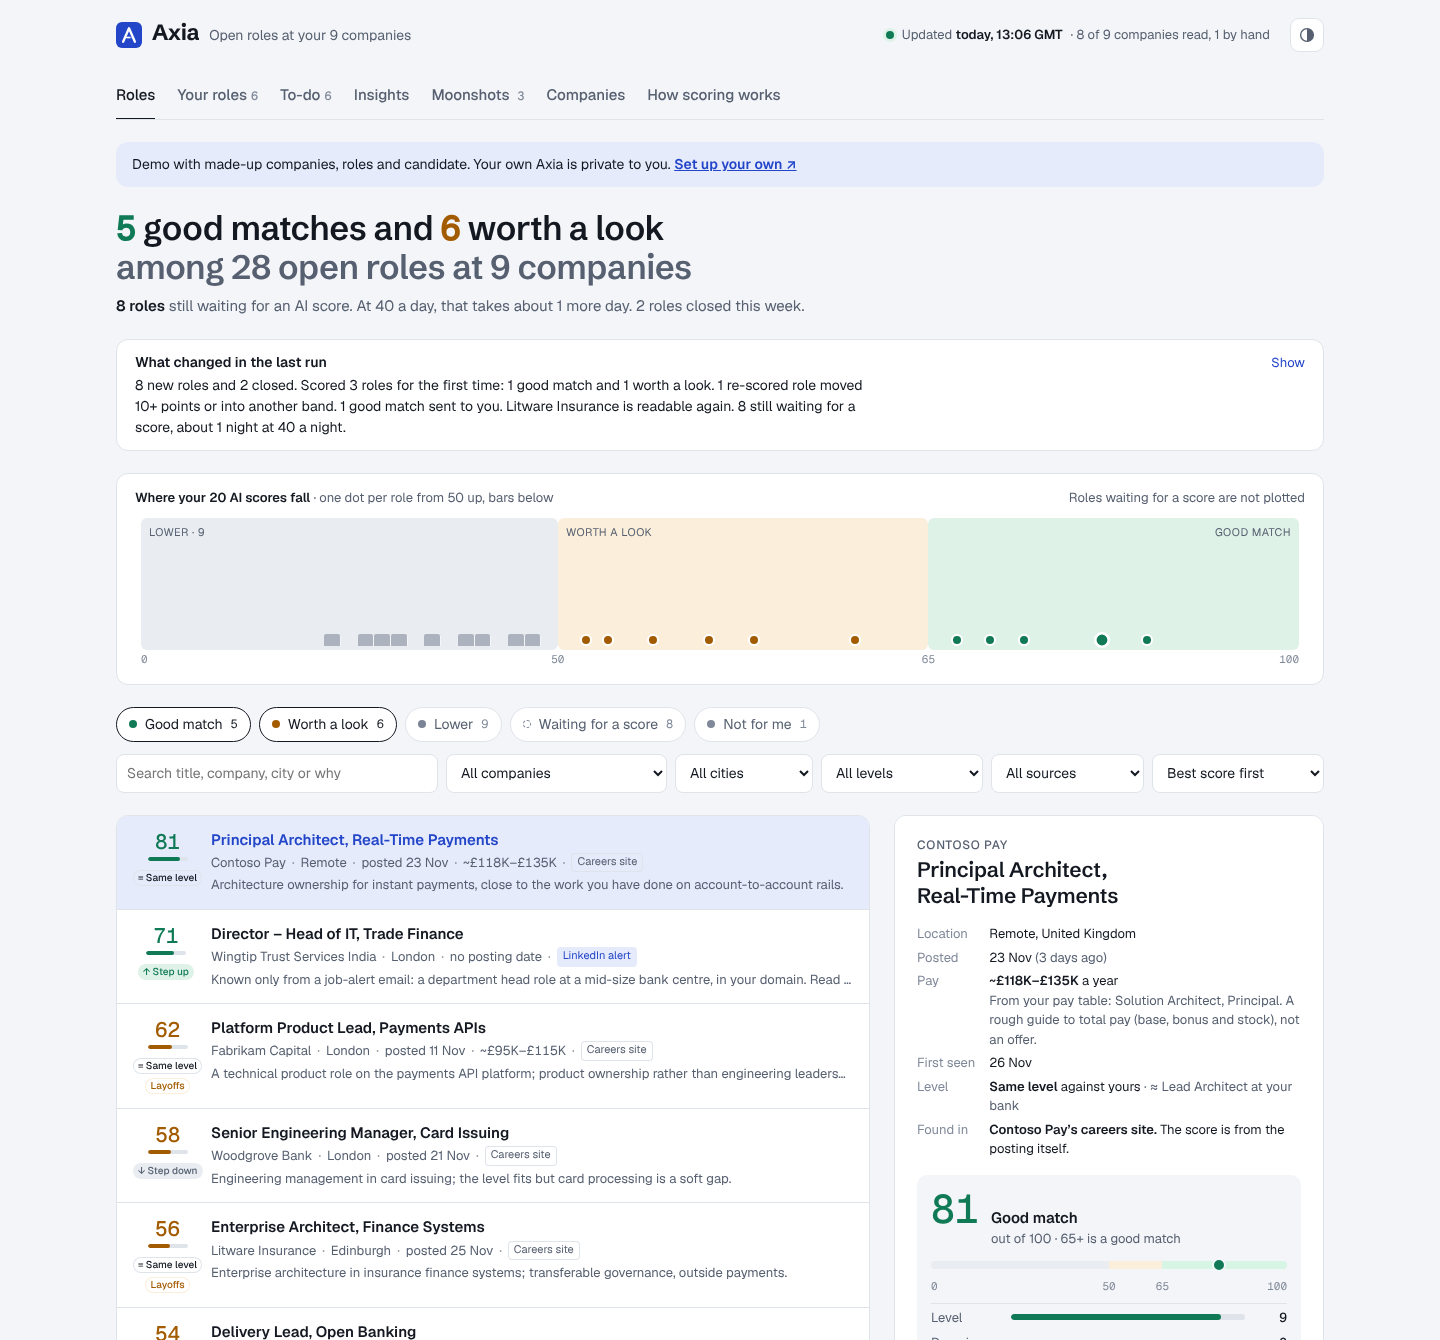 Axia Open roles at your 9 companies
Updated today, 13:06 GMT · 8 of 9 companies read, 1 by hand
Roles Your roles 6 To-do 6 Insights Moonshots 3 Companies How scoring works
Demo with made-up companies, roles and candidate. Your own Axia is private to you. Set up your own ↗
5 good matches and 6 worth a look
among 28 open roles at 9 companies
8 roles still waiting for an AI score. At 40 a day, that takes about 1 more day. 2 roles closed this week.
What changed in the last run
Show
8 new roles and 2 closed. Scored 3 roles for the first time: 1 good match and 1 worth a look. 1 re-scored role moved
10+ points or into another band. 1 good match sent to you. Litware Insurance is readable again. 8 still waiting for a
score, about 1 night at 40 a night.
Where your 20 AI scores fall · one dot per role from 50 up, bars below
Roles waiting for a score are not plotted
LOWER · 9
WORTH A LOOK
GOOD MATCH
0 50 65 100
Good match 5 Worth a look 6 Lower 9 Waiting for a score 8 Not for me 1
Search title, company, city or why All companies All cities All levels All sources Best score first
81
= Same level
Principal Architect, Real-Time Payments
Contoso Pay · Remote · posted 23 Nov · ~£118K–£135K · Careers site
Architecture ownership for instant payments, close to the work you have done on account-to-account rails.
71
↑ Step up
Director – Head of IT, Trade Finance
Wingtip Trust Services India · London · no posting date · LinkedIn alert
Known only from a job-alert email: a department head role at a mid-size bank centre, in your domain. Read …
62
= Same level
Layoffs
Platform Product Lead, Payments APIs
Fabrikam Capital · London · posted 11 Nov · ~£95K–£115K · Careers site
A technical product role on the payments API platform; product ownership rather than engineering leaders…
58
↓ Step down
Senior Engineering Manager, Card Issuing
Woodgrove Bank · London · posted 21 Nov · Careers site
Engineering management in card issuing; the level fits but card processing is a soft gap.
56
= Same level
Layoffs
Enterprise Architect, Finance Systems
Litware Insurance · Edinburgh · posted 25 Nov · Careers site
Enterprise architecture in insurance finance systems; transferable governance, outside payments.
54
Delivery Lead, Open Banking
CONTOSO PAY
Principal Architect,
Real-Time Payments
Location Remote, United Kingdom
Posted 23 Nov (3 days ago)
Pay ~£118K–£135K a year
From your pay table: Solution Architect, Principal. A
rough guide to total pay (base, bonus and stock), not
an offer.
First seen 26 Nov
Level Same level against yours · ≈ Lead Architect at your
bank
Found in Contoso Pay's careers site. The score is from the
posting itself.
81 Good match
out of 100 · 65+ is a good match
0 50 65 100
Level 9